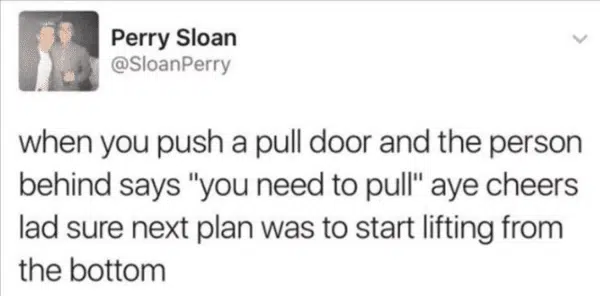 Perry Sloan
@SloanPerry
when you push a pull door and the person
behind says "you need to pull" aye cheers
lad sure next plan was to start lifting from
the bottom